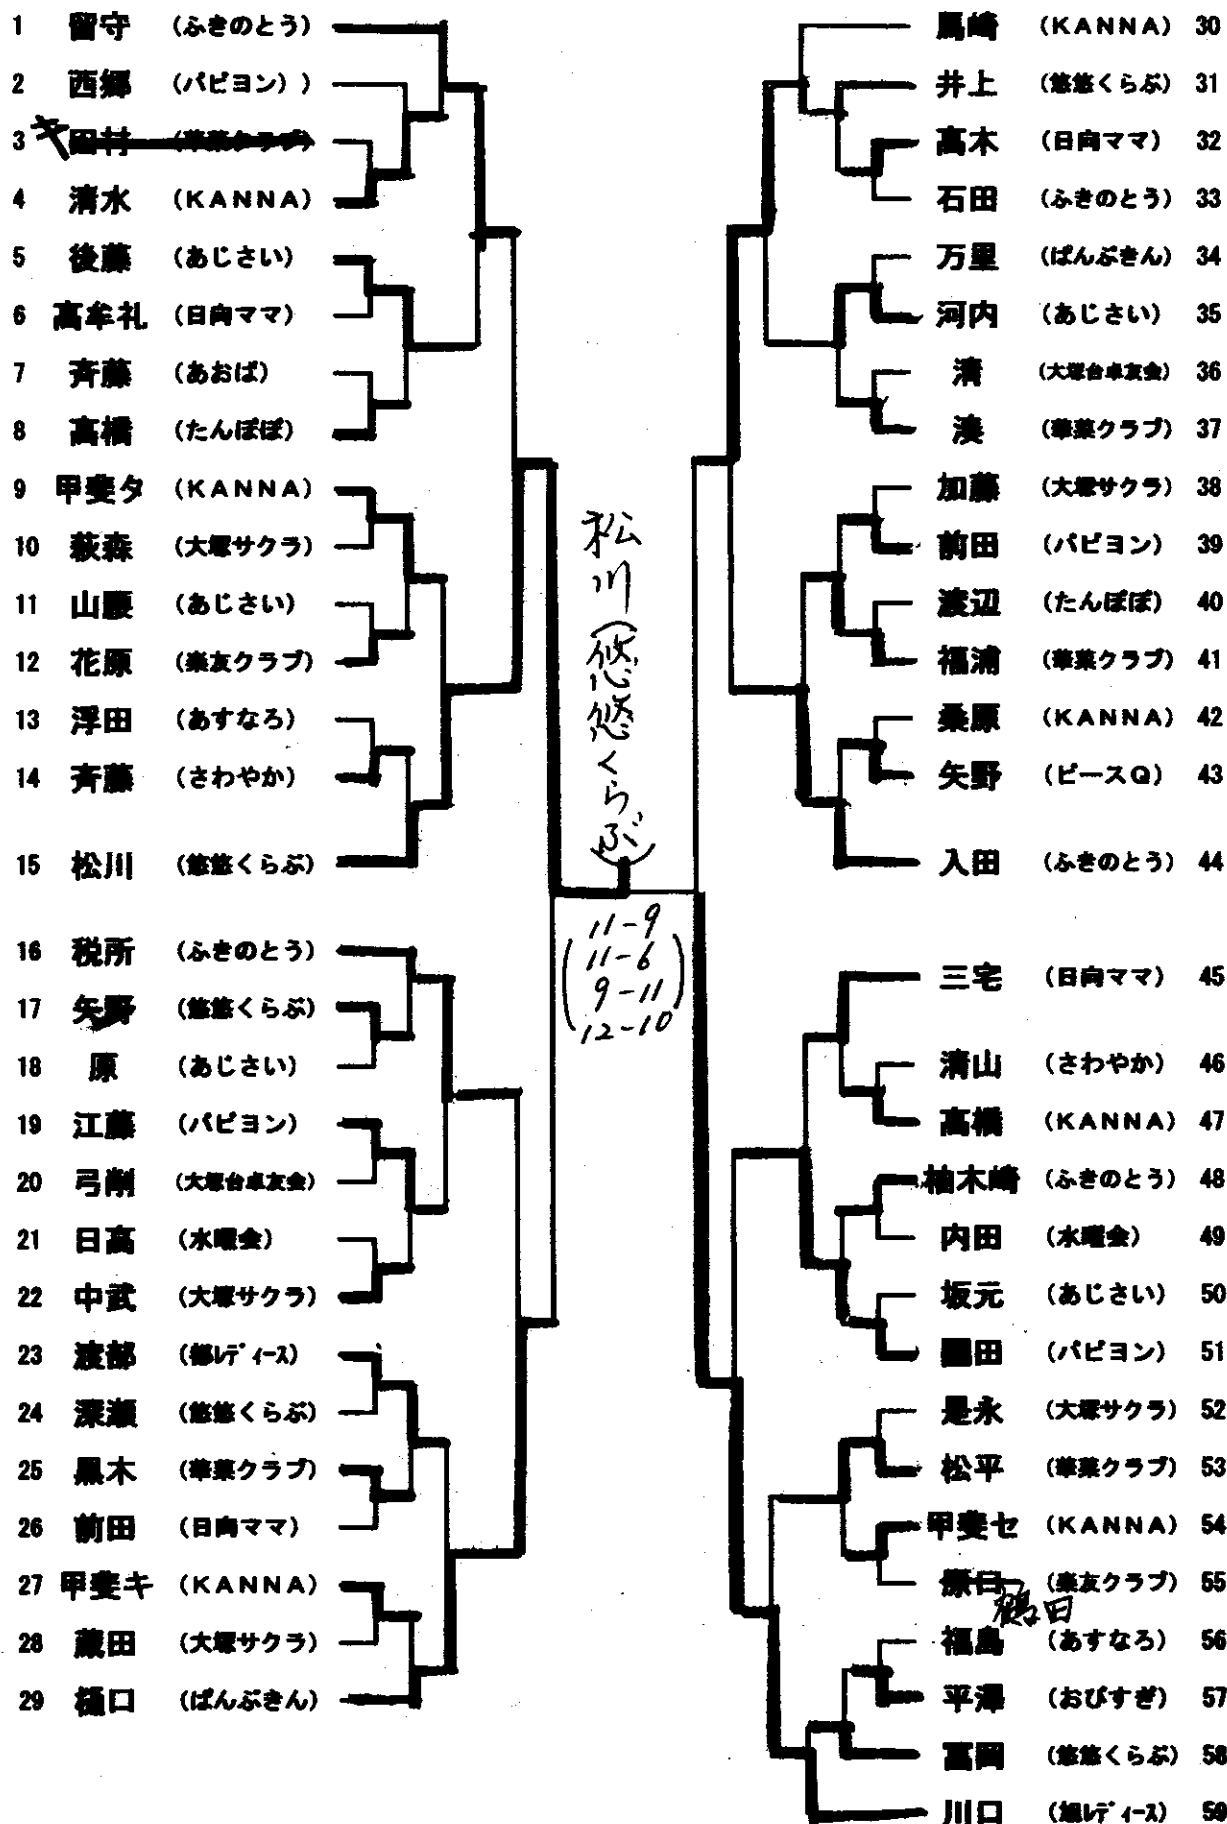 1 留守 (ふきのとう)
2 西郷 (パピヨン))
3 キ 田村 (華菜クラブ)
4 清水 (KANNA)
5 後藤 (あじさい)
6 高牟礼 (日向ママ)
7 斉藤 (あおば)
8 高橋 (たんぽぽ)
9 甲斐タ (KANNA)
10 萩森 (大塚サクラ)
11 山腰 (あじさい)
12 花原 (楽友クラブ)
13 浮田 (あすなろ)
14 斉藤 (さわやか)
15 松川 (悠悠くらぶ)
16 税所 (ふきのとう)
17 矢野 (悠悠くらぶ)
18 原 (あじさい)
19 江藤 (パピヨン)
20 弓削 (大塚台卓友会)
21 日高 (水曜会)
22 中武 (大塚サクラ)
23 渡部 (都レディース)
24 深瀬 (悠悠くらぶ)
25 黒木 (華菜クラブ)
26 前田 (日向ママ)
27 甲斐キ (KANNA)
28 蔵田 (大塚サクラ)
29 樋口 (ぱんぷきん)
松川(悠悠くらぶ)
11-9
11-6
9-11
12-10
馬崎 (KANNA) 30
井上 (悠悠くらぶ) 31
高木 (日向ママ) 32
石田 (ふきのとう) 33
万里 (ぱんぷきん) 34
河内 (あじさい) 35
清 (大塚台卓友会) 36
湊 (華菜クラブ) 37
加藤 (大塚サクラ) 38
前田 (パピヨン) 39
渡辺 (たんぽぽ) 40
福浦 (華菜クラブ) 41
桑原 (KANNA) 42
矢野 (ピースQ) 43
入田 (ふきのとう) 44
三宅 (日向ママ) 45
清山 (さわやか) 46
高橋 (KANNA) 47
柚木崎 (ふきのとう) 48
内田 (水曜会) 49
坂元 (あじさい) 50
園田 (パピヨン) 51
是永 (大塚サクラ) 52
松平 (華菜クラブ) 53
甲斐セ (KANNA) 54
原口 (楽友クラブ) 55
鶴田
福島 (あすなろ) 56
平澤 (おびすぎ) 57
冨岡 (悠悠くらぶ) 58
川口 (旭レディース) 59